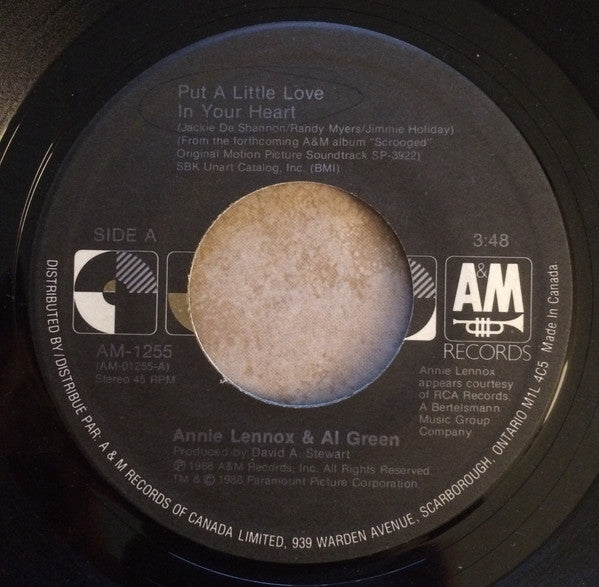 Put A Little Love
In Your Heart
(Jackie De Shannon/Randy Myers/Jimmie Holiday)
(From the forthcoming A&M album "Scrooged"
Original Motion Picture Soundtrack SP-3922)
SBK Unart Catalog, Inc. (BMI)
SIDE A
3:48
A&M
RECORDS
AM-1255
(AM-01255-A)
Stereo 45 RPM
Annie Lennox
appears courtesy
of RCA Records.
A Bertelsmann
Music Group
Company
Annie Lennox & Al Green
Produced by David A. Stewart
Ⓟ 1988 A&M Records, Inc. All Rights Reserved.
TM & © 1988 Paramount Picture Corporation.
DISTRIBUTED BY/DISTRIBUE PAR: A & M RECORDS OF CANADA LIMITED, 939 WARDEN AVENUE, SCARBOROUGH, ONTARIO M1L 4C5 Made In Canada.